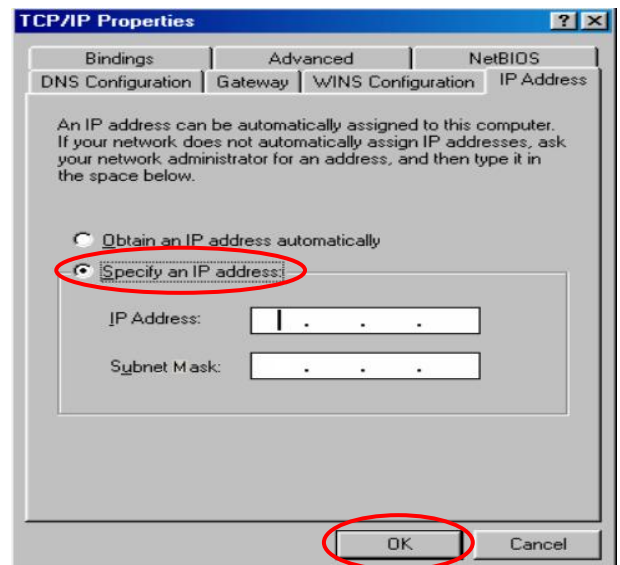 TCP/IP Properties ? ×
Bindings Advanced NetBIOS
DNS Configuration Gateway WINS Configuration IP Address
An IP address can be automatically assigned to this computer.
If your network does not automatically assign IP addresses, ask
your network administrator for an address, and then type it in
the space below.
Obtain an IP address automatically
Specify an IP address:
IP Address: . . .
Subnet Mask: . . .
OK Cancel